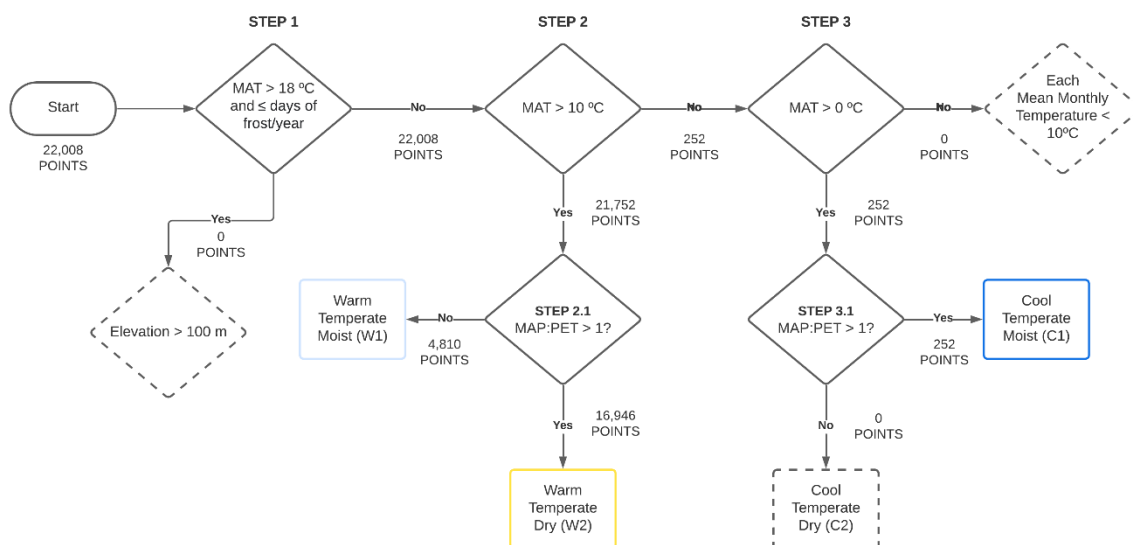 STEP 1
STEP 2
STEP 3
Start
22,008
POINTS
MAT > 18 ºC
and ≤ days of
frost/year
No
22,008
POINTS
MAT > 10 ºC
No
252
POINTS
MAT > 0 ºC
No
0
POINTS
Each
Mean Monthly
Temperature <
10ºC
Yes
0
POINTS
Elevation > 100 m
Yes
21,752
POINTS
Yes
252
POINTS
Warm
Temperate
Moist (W1)
No
4,810
POINTS
STEP 2.1
MAP:PET > 1?
STEP 3.1
MAP:PET > 1?
Yes
252
POINTS
Cool
Temperate
Moist (C1)
Yes
16,946
POINTS
No
0
POINTS
Warm
Temperate
Dry (W2)
Cool
Temperate
Dry (C2)